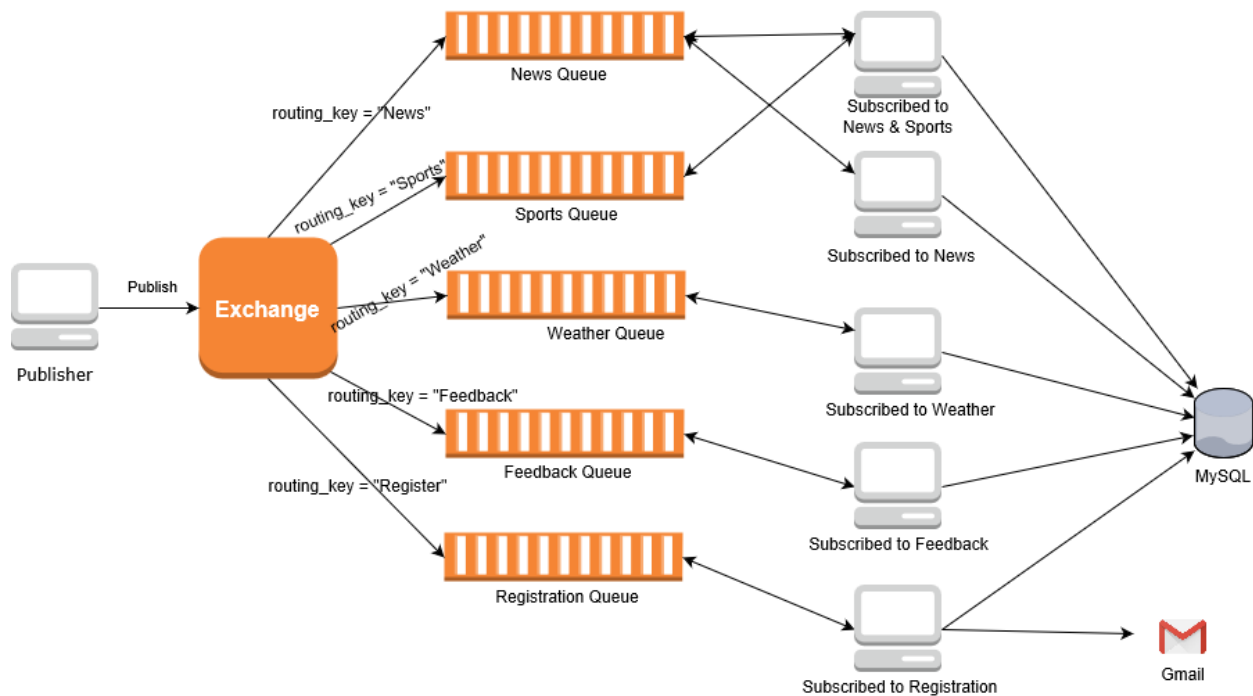 News Queue
routing_key = "News"
Subscribed to
News & Sports
routing_key = "Sports"
Sports Queue
Subscribed to News
routing_key = "Weather"
Publish
Exchange
Weather Queue
Publisher
routing_key = "Feedback"
Subscribed to Weather
Feedback Queue
MySQL
routing_key = "Register"
Subscribed to Feedback
Registration Queue
Gmail
Subscribed to Registration